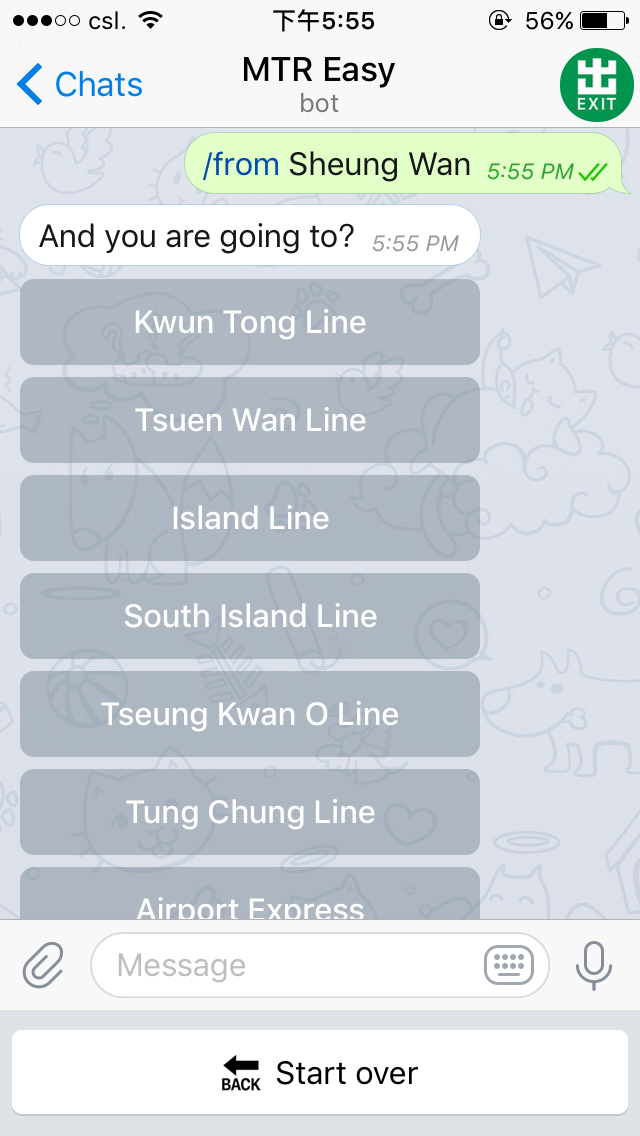 csl. 下午5:55 56%
Chats MTR Easy
bot
EXIT
/from Sheung Wan 5:55 PM
And you are going to? 5:55 PM
Kwun Tong Line
Tsuen Wan Line
Island Line
South Island Line
Tseung Kwan O Line
Tung Chung Line
Airport Express
Message
BACK Start over